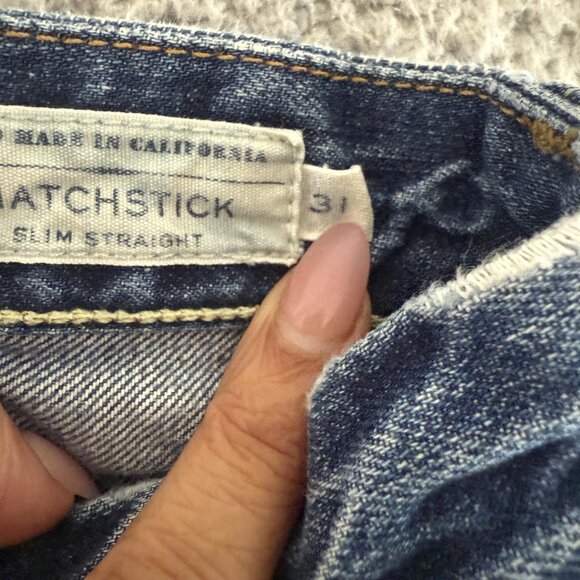 MADE IN CALIFORNIA
MATCHSTICK 31
SLIM STRAIGHT